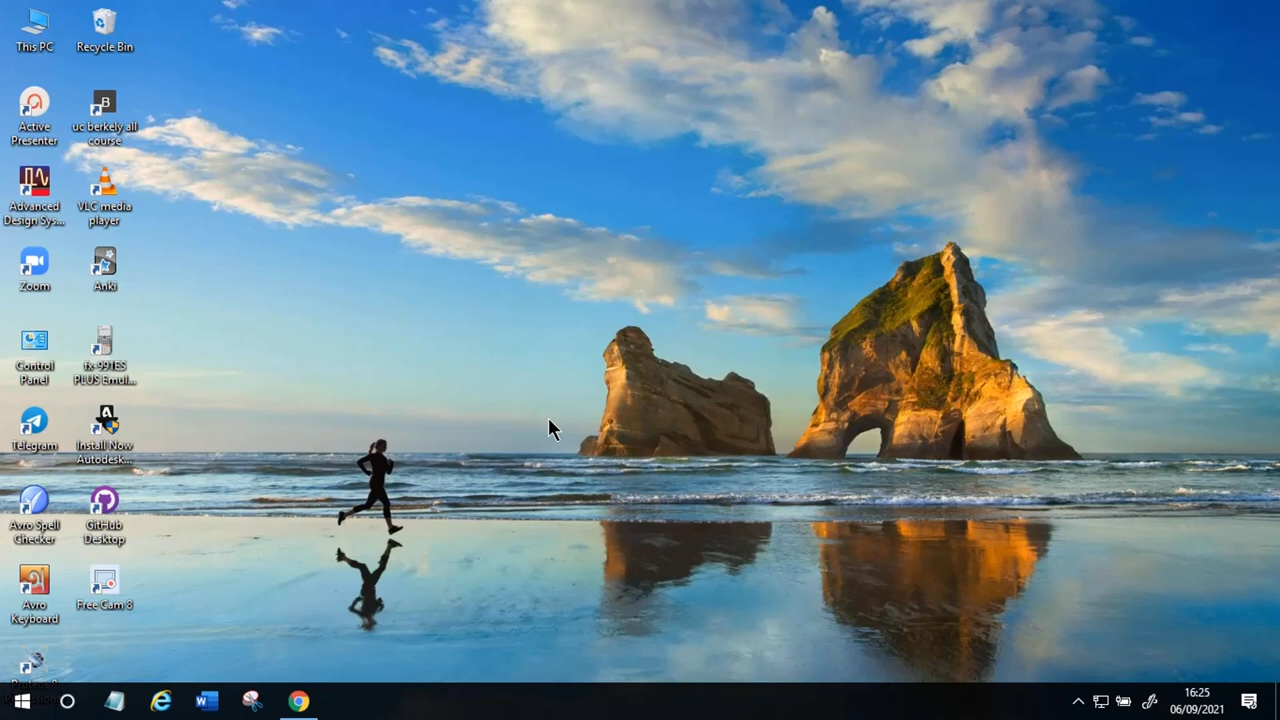 This PC
Recycle Bin
Active
Presenter
uc berkely all
course
Advanced
Design Sys...
VLC media
player
Zoom
Anki
Control
Panel
fx-991ES
PLUS Emul...
Telegram
Install Now
Autodesk...
Avro Spell
Checker
GitHub
Desktop
Avro
Keyboard
Free Cam 8
16:25
06/09/2021